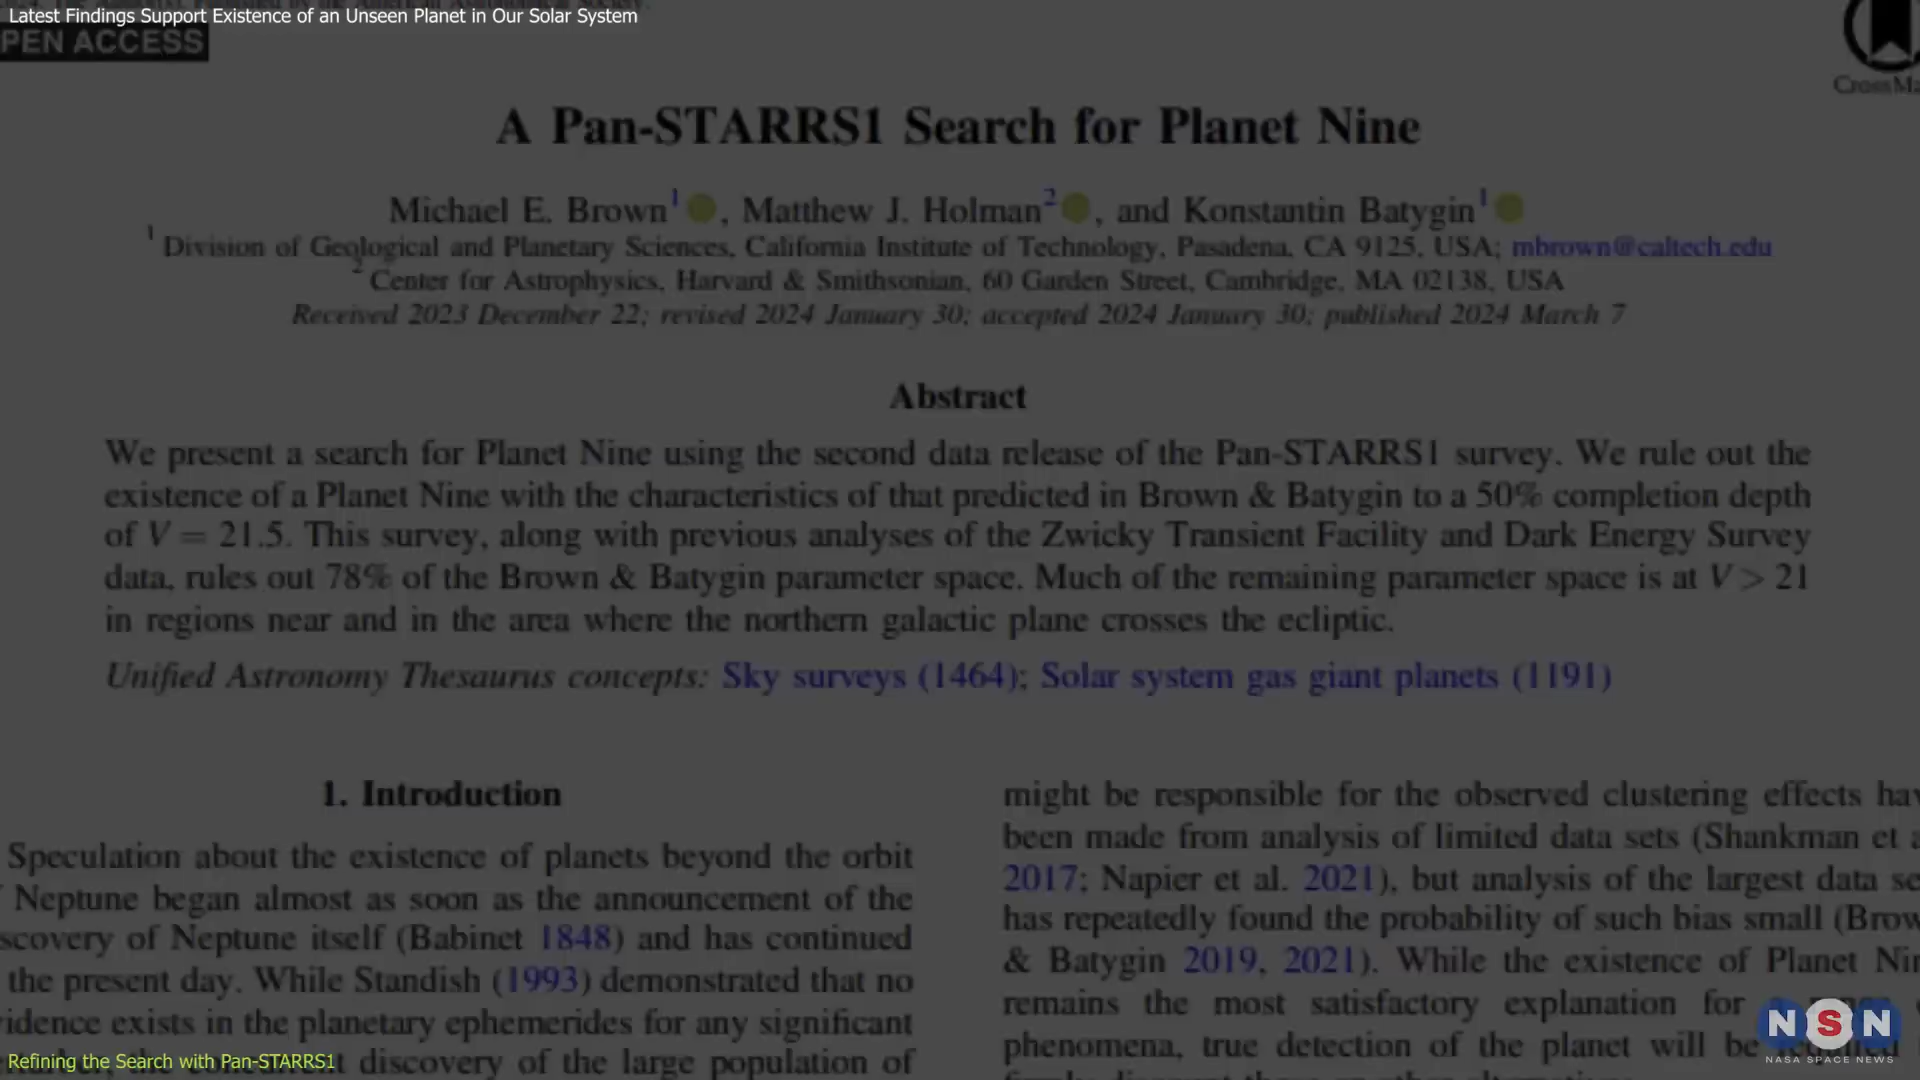 Latest Findings Support Existence of an Unseen Planet in Our Solar System
PEN ACCESS
A Pan-STARRS1 Search for Planet Nine
Michael E. Brown1, Matthew J. Holman2, and Konstantin Batygin1
1 Division of Geological and Planetary Sciences, California Institute of Technology, Pasadena, CA 9125, USA; mbrown@caltech.edu
2 Center for Astrophysics, Harvard & Smithsonian, 60 Garden Street, Cambridge, MA 02138, USA
Received 2023 December 22; revised 2024 January 30; accepted 2024 January 30; published 2024 March 7
Abstract
We present a search for Planet Nine using the second data release of the Pan-STARRS1 survey. We rule out the
existence of a Planet Nine with the characteristics of that predicted in Brown & Batygin to a 50% completion depth
of V = 21.5. This survey, along with previous analyses of the Zwicky Transient Facility and Dark Energy Survey
data, rules out 78% of the Brown & Batygin parameter space. Much of the remaining parameter space is at V > 21
in regions near and in the area where the northern galactic plane crosses the ecliptic.
Unified Astronomy Thesaurus concepts: Sky surveys (1464); Solar system gas giant planets (1191)
1. Introduction
Speculation about the existence of planets beyond the orbit
Neptune began almost as soon as the announcement of the
scovery of Neptune itself (Babinet 1848) and has continued
the present day. While Standish (1993) demonstrated that no
idence exists in the planetary ephemerides for any significant
discovery of the large population of
might be responsible for the observed clustering effects hav
been made from analysis of limited data sets (Shankman et a
2017; Napier et al. 2021), but analysis of the largest data se
has repeatedly found the probability of such bias small (Brow
& Batygin 2019, 2021). While the existence of Planet Nin
remains the most satisfactory explanation for
phenomena, true detection of the planet will be
Refining the Search with Pan-STARRS1
NSN
NASA SPACE NEWS